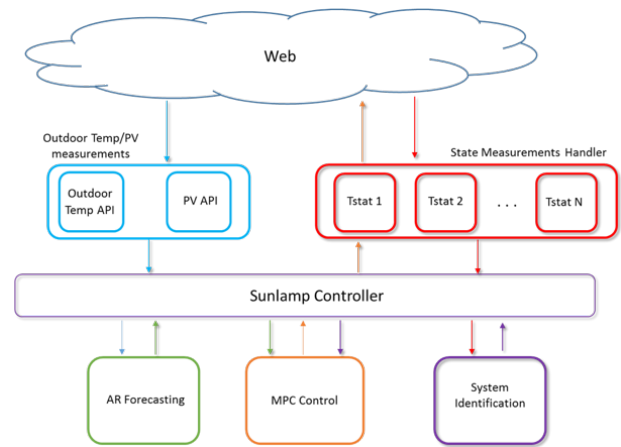 Web
Outdoor Temp/PV
measurements
State Measurements Handler
Outdoor
Temp API
PV API
Tstat 1
Tstat 2
. . .
Tstat N
Sunlamp Controller
AR Forecasting
MPC Control
System
Identification